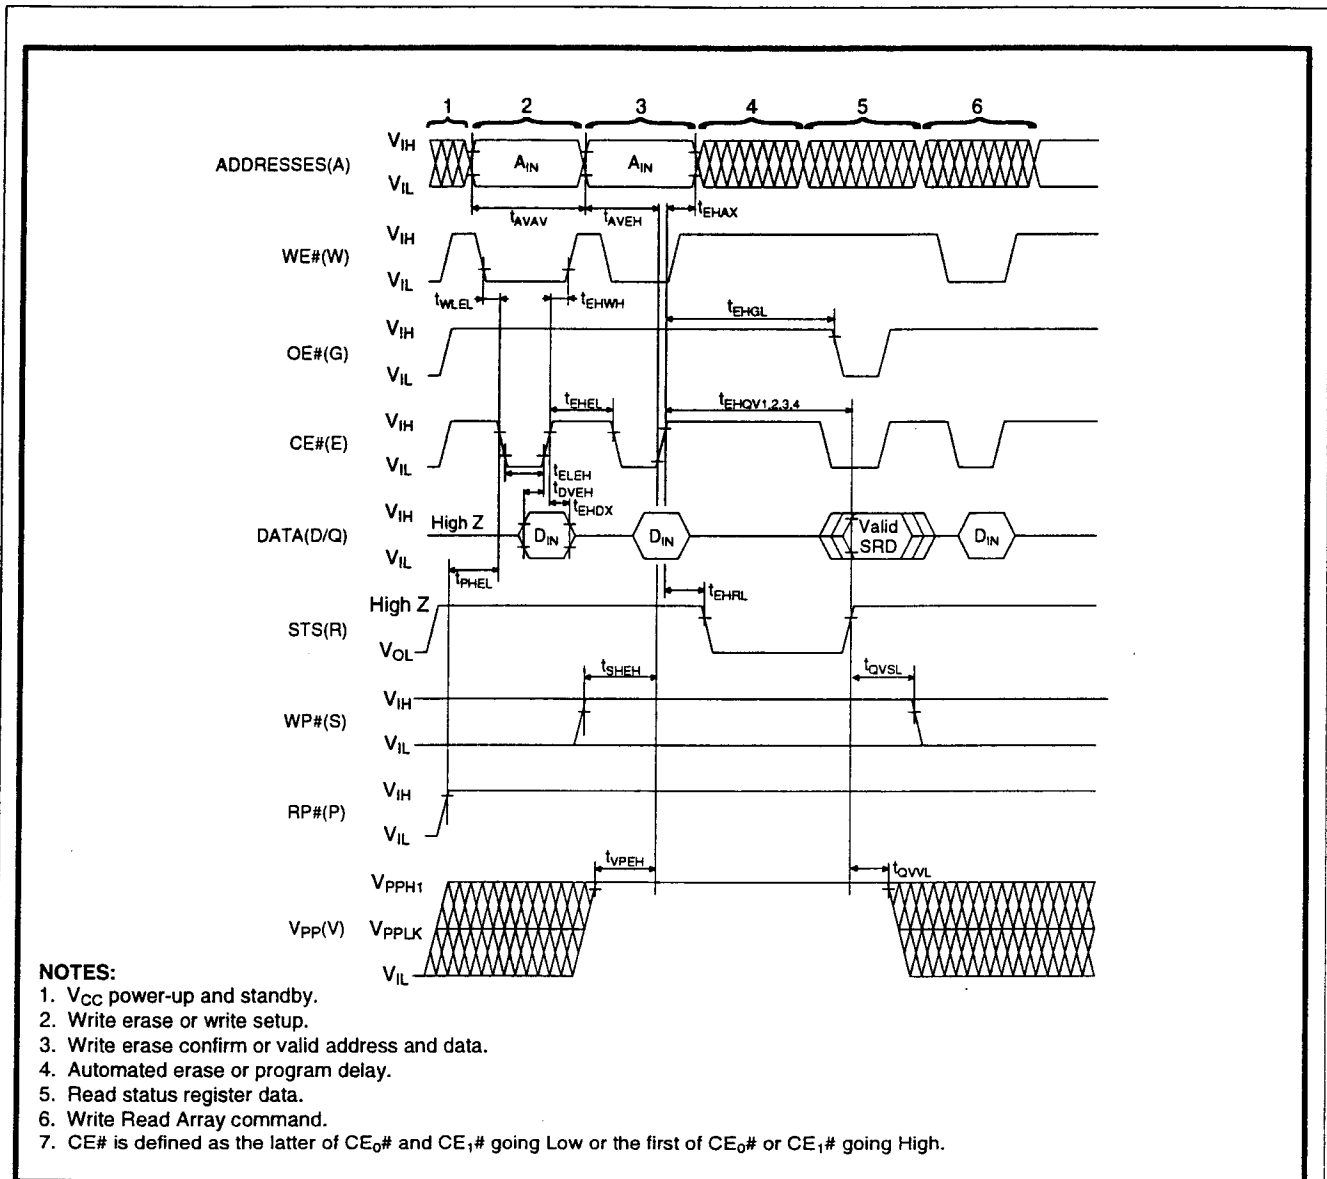 1 2 3 4 5 6
ADDRESSES(A) VIH AIN AIN
VIL
tAVAV tAVEH tEHAX
WE#(W) VIH
VIL
tWLEL tEHWH
tEHGL
OE#(G) VIH
VIL
tEHEL tEHQV1,2,3,4
CE#(E) VIH
VIL
tELEH
tDVEH
tEHDX
DATA(D/Q) VIH High Z DIN DIN Valid SRD DIN
VIL
tPHEL tEHRL
STS(R) High Z
VOL
tSHEH tQVSL
WP#(S) VIH
VIL
RP#(P) VIH
VIL
tVPEH tQVVL
VPP(V) VPPH1
VPPLK
VIL
NOTES:
1. VCC power-up and standby.
2. Write erase or write setup.
3. Write erase confirm or valid address and data.
4. Automated erase or program delay.
5. Read status register data.
6. Write Read Array command.
7. CE# is defined as the latter of CE0# and CE1# going Low or the first of CE0# or CE1# going High.